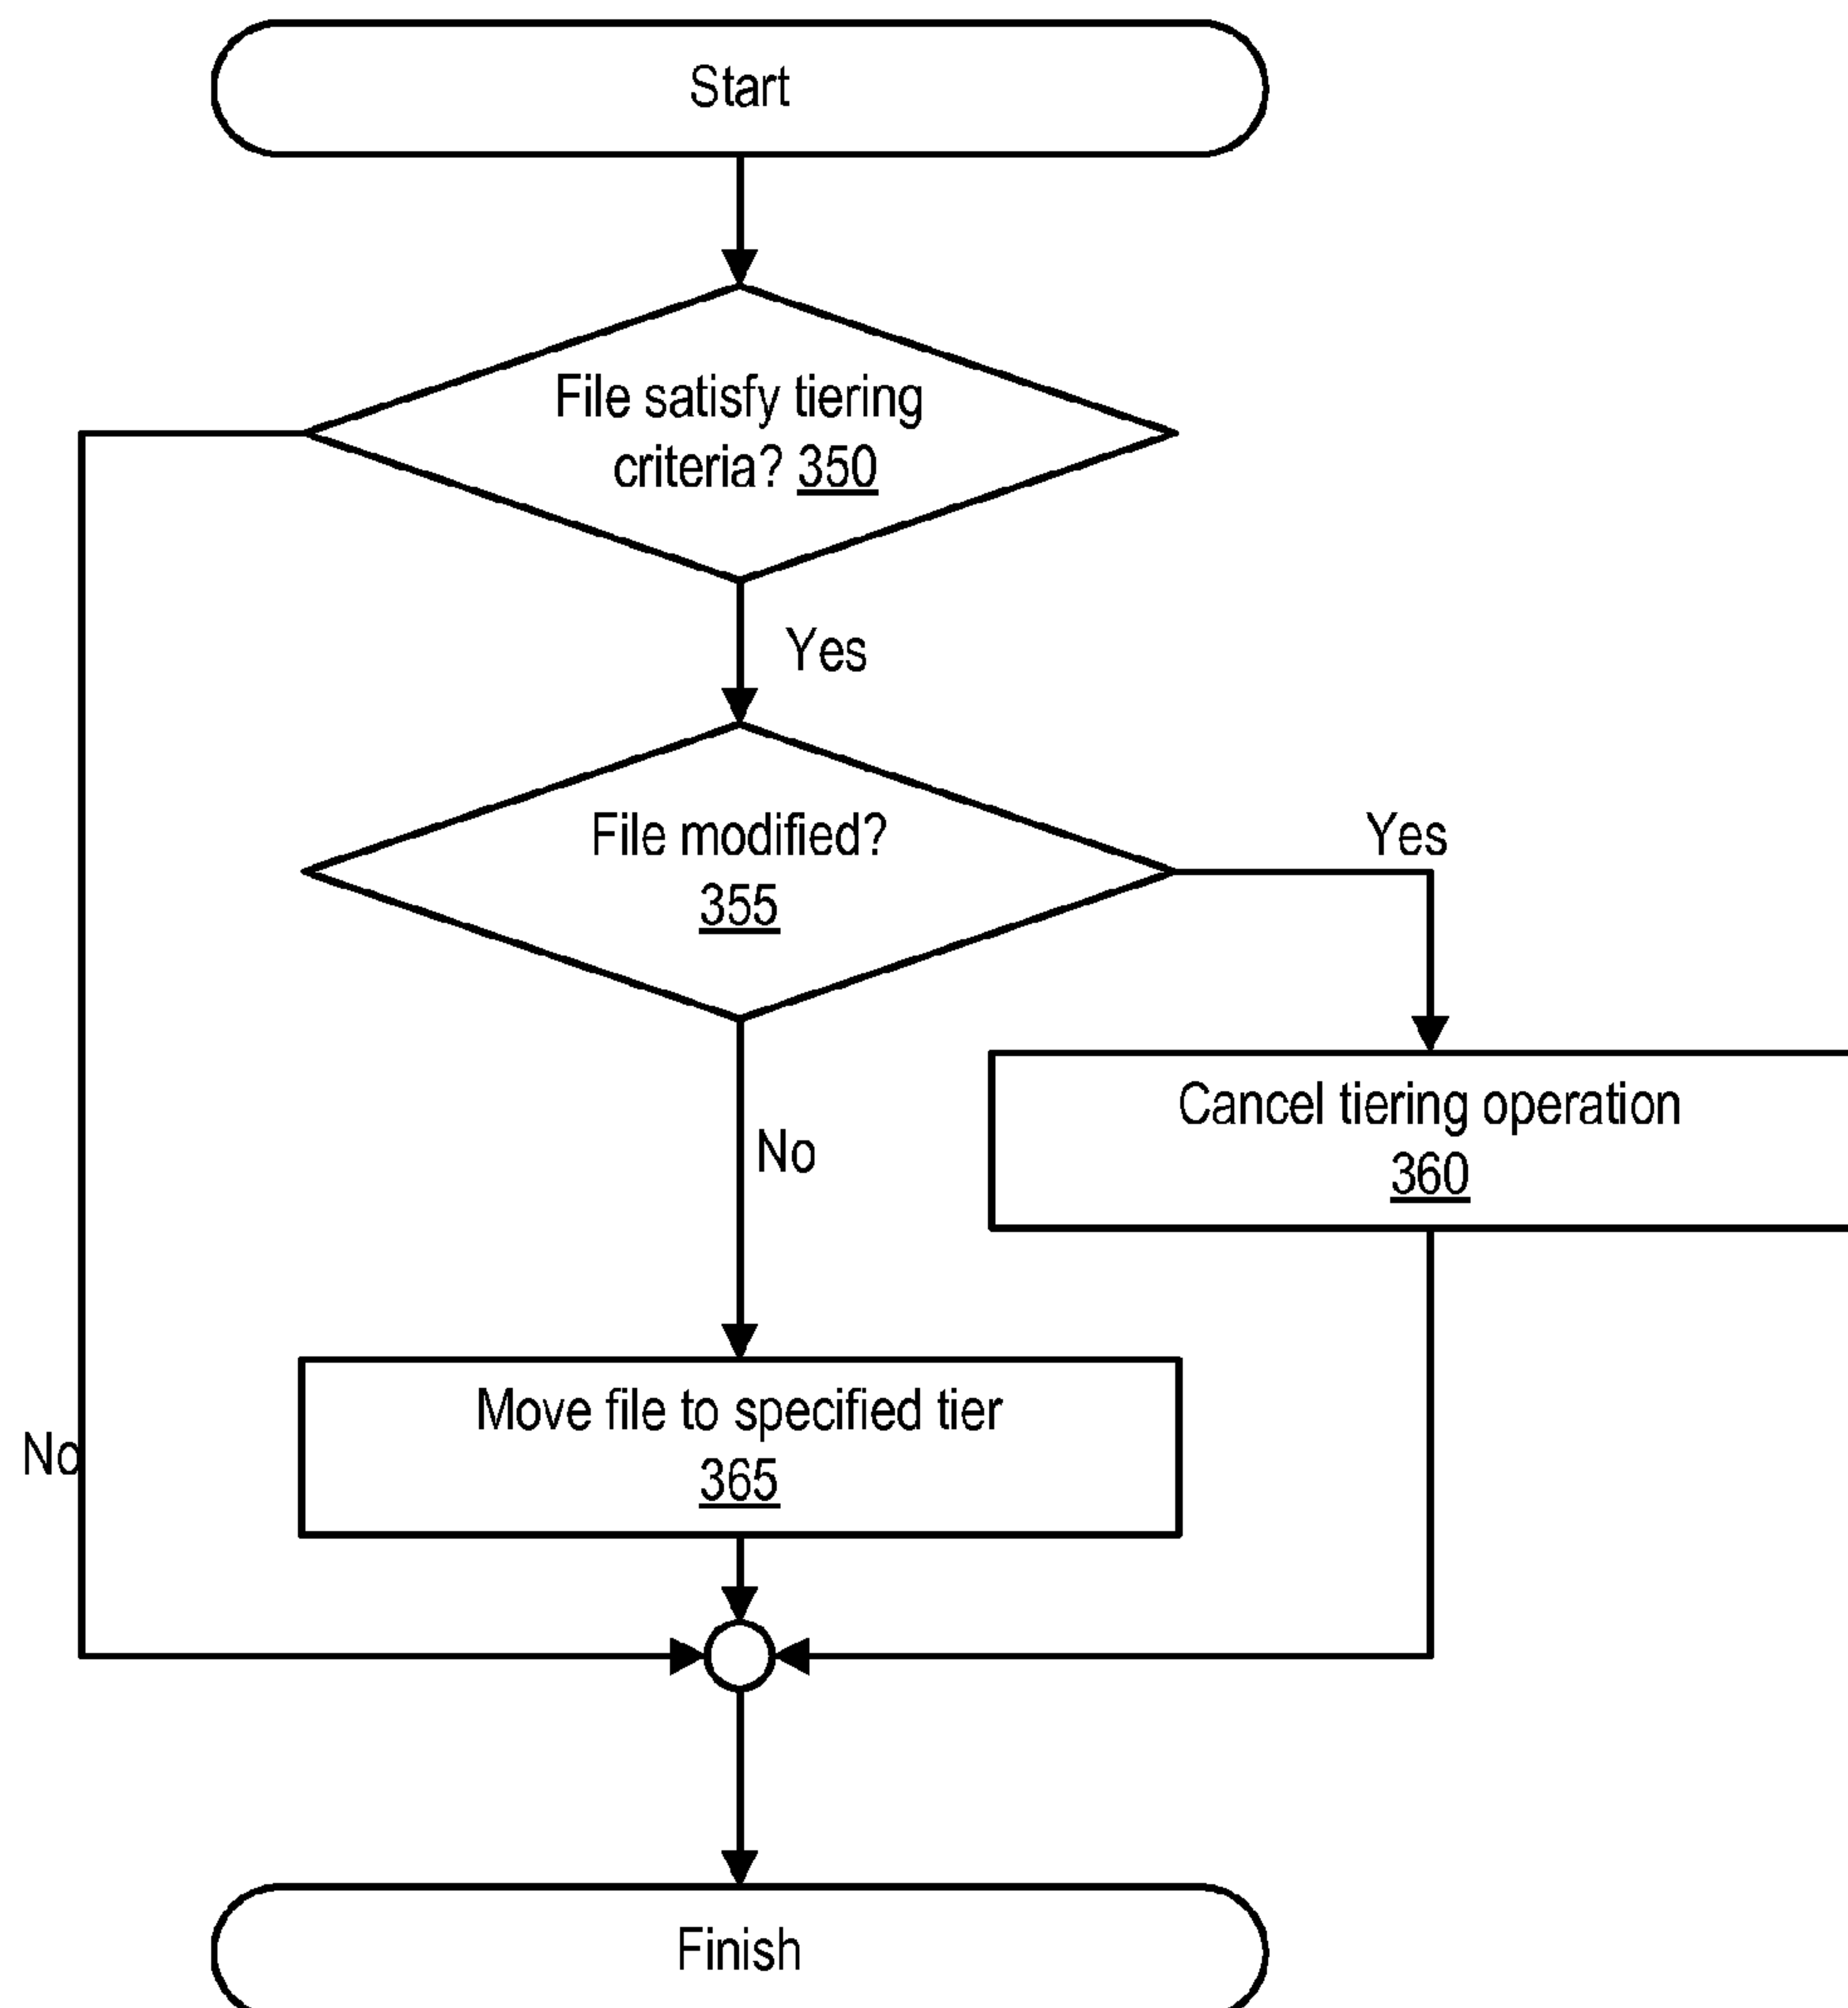 Start
File satisfy tiering
criteria? 350
Yes
File modified?
355
Yes
Cancel tiering operation
360
No
Move file to specified tier
365
No
Finish